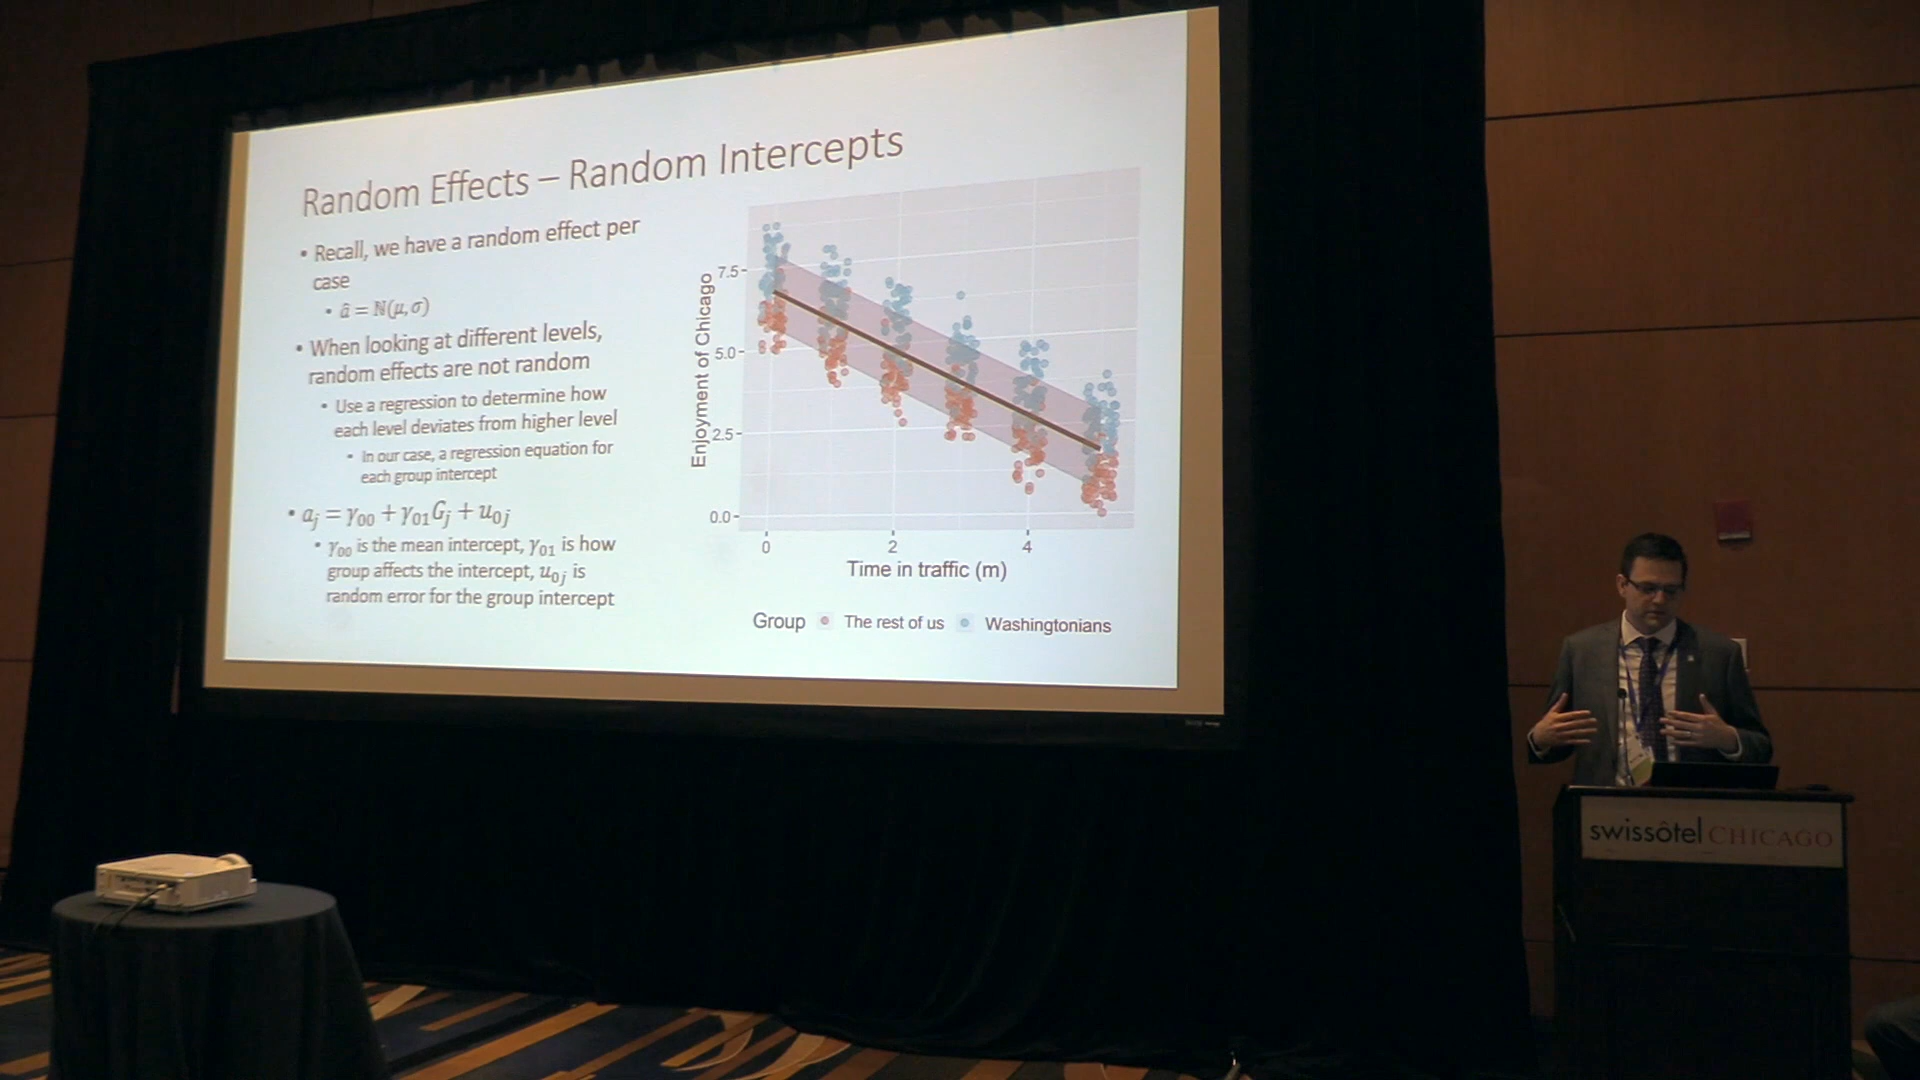 Random Effects – Random Intercepts
• Recall, we have a random effect per
case
• â = ℕ(μ, σ)
• When looking at different levels,
random effects are not random
• Use a regression to determine how
each level deviates from higher level
• In our case, a regression equation for
each group intercept
• aⱼ = γ₀₀ + γ₀₁Gⱼ + u₀ⱼ
• γ₀₀ is the mean intercept, γ₀₁ is how
group affects the intercept, u₀ⱼ is
random error for the group intercept
Enjoyment of Chicago
7.5
5.0
2.5
0.0
0 2 4
Time in traffic (m)
Group The rest of us Washingtonians
swissôtel CHICAGO